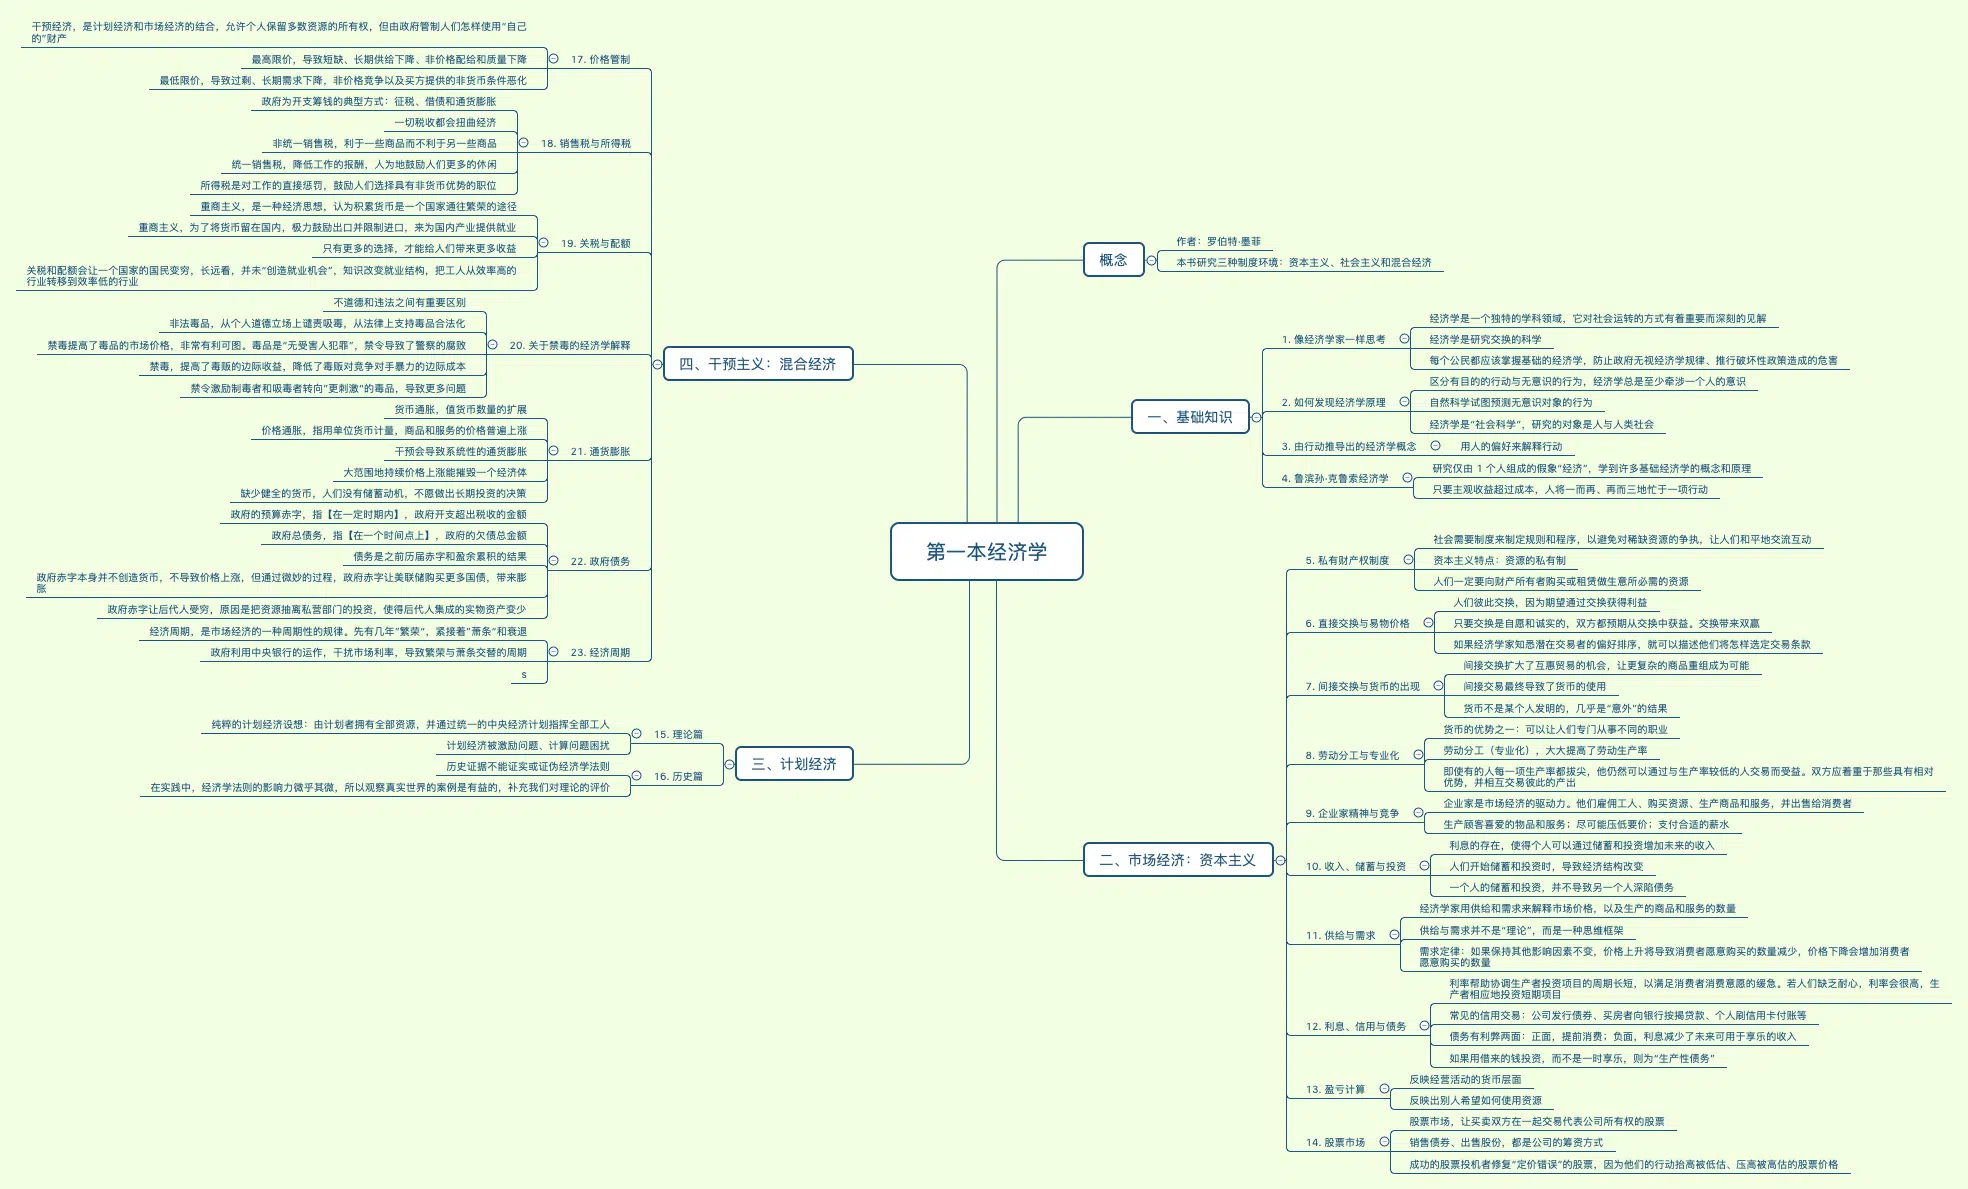 第一本经济学
概念
作者：罗伯特·墨菲
本书研究三种制度环境：资本主义、社会主义和混合经济
一、基础知识
1. 像经济学家一样思考
经济学是一个独特的学科领域，它对社会运转的方式有着重要而深刻的见解
经济学是研究交换的科学
每个公民都应该掌握基础的经济学，防止政府无视经济学规律、推行破坏性政策造成的危害
2. 如何发现经济学原理
区分有目的的行动与无意识的行为，经济学总是至少牵涉一个人的意识
自然科学试图预测无意识对象的行为
经济学是“社会科学”，研究的对象是人与人类社会
3. 由行动推导出的经济学概念
用人的偏好来解释行动
4. 鲁滨孙·克鲁索经济学
研究仅由 1 个人组成的假象“经济”，学到许多基础经济学的概念和原理
只要主观收益超过成本，人将一而再、再而三地忙于一项行动
二、市场经济：资本主义
5. 私有财产权制度
社会需要制度来制定规则和程序，以避免对稀缺资源的争执，让人们和平地交流互动
资本主义特点：资源的私有制
人们一定要向财产所有者购买或租赁做生意所必需的资源
6. 直接交换与易物价格
人们彼此交换，因为期望通过交换获得利益
只要交换是自愿和诚实的，双方都预期从交换中获益。交换带来双赢
如果经济学家知悉潜在交易者的偏好排序，就可以描述他们将怎样选定交易条款
7. 间接交换与货币的出现
间接交换扩大了互惠贸易的机会，让更复杂的商品重组成为可能
间接交易最终导致了货币的使用
货币不是某个人发明的，几乎是“意外”的结果
8. 劳动分工与专业化
货币的优势之一：可以让人们专门从事不同的职业
劳动分工（专业化），大大提高了劳动生产率
即使有的人每一项生产率都拔尖，他仍然可以通过与生产率较低的人交易而受益。双方应着重于那些具有相对
优势，并相互交易彼此的产出
9. 企业家精神与竞争
企业家是市场经济的驱动力。他们雇佣工人、购买资源、生产商品和服务，并出售给消费者
生产顾客喜爱的物品和服务；尽可能压低要价；支付合适的薪水
10. 收入、储蓄与投资
利息的存在，使得个人可以通过储蓄和投资增加未来的收入
人们开始储蓄和投资时，导致经济结构改变
一个人的储蓄和投资，并不导致另一个人深陷债务
11. 供给与需求
经济学家用供给和需求来解释市场价格，以及生产的商品和服务的数量
供给与需求并不是“理论”，而是一种思维框架
需求定律：如果保持其他影响因素不变，价格上升将导致消费者愿意购买的数量减少，价格下降会增加消费者
愿意购买的数量
12. 利息、信用与债务
利率帮助协调生产者投资项目的周期长短，以满足消费者消费意愿的缓急。若人们缺乏耐心，利率会很高，生
产者相应地投资短期项目
常见的信用交易：公司发行债券、买房者向银行按揭贷款、个人刷信用卡付账等
债务有利弊两面：正面，提前消费；负面，利息减少了未来可用于享乐的收入
如果用借来的钱投资，而不是一时享乐，则为“生产性债务”
13. 盈亏计算
反映经营活动的货币层面
反映出别人希望如何使用资源
14. 股票市场
股票市场，让买卖双方在一起交易代表公司所有权的股票
销售债券、出售股份，都是公司的筹资方式
成功的股票投机者修复“定价错误”的股票，因为他们的行动抬高被低估、压高被高估的股票价格
三、计划经济
15. 理论篇
纯粹的计划经济设想：由计划者拥有全部资源，并通过统一的中央经济计划指挥全部工人
计划经济被激励问题、计算问题困扰
16. 历史篇
历史证据不能证实或证伪经济学法则
在实践中，经济学法则的影响力微乎其微，所以观察真实世界的案例是有益的，补充我们对理论的评价
四、干预主义：混合经济
17. 价格管制
干预经济，是计划经济和市场经济的结合，允许个人保留多数资源的所有权，但由政府管制人们怎样使用“自己
的”财产
最高限价，导致短缺、长期供给下降、非价格配给和质量下降
最低限价，导致过剩、长期需求下降，非价格竞争以及买方提供的非货币条件恶化
18. 销售税与所得税
政府为开支筹钱的典型方式：征税、借债和通货膨胀
一切税收都会扭曲经济
非统一销售税，利于一些商品而不利于另一些商品
统一销售税，降低工作的报酬，人为地鼓励人们更多的休闲
所得税是对工作的直接惩罚，鼓励人们选择具有非货币优势的职位
19. 关税与配额
重商主义，是一种经济思想，认为积累货币是一个国家通往繁荣的途径
重商主义，为了将货币留在国内，极力鼓励出口并限制进口，来为国内产业提供就业
只有更多的选择，才能给人们带来更多收益
关税和配额会让一个国家的国民变穷，长远看，并未“创造就业机会”，知识改变就业结构，把工人从效率高的
行业转移到效率低的行业
20. 关于禁毒的经济学解释
不道德和违法之间有重要区别
非法毒品，从个人道德立场上谴责吸毒，从法律上支持毒品合法化
禁毒提高了毒品的市场价格，非常有利可图。毒品是“无受害人犯罪”，禁令导致了警察的腐败
禁毒，提高了毒贩的边际收益，降低了毒贩对竞争对手暴力的边际成本
禁令激励制毒者和吸毒者转向“更刺激”的毒品，导致更多问题
21. 通货膨胀
货币通胀，值货币数量的扩展
价格通胀，指用单位货币计量，商品和服务的价格普遍上涨
干预会导致系统性的通货膨胀
大范围地持续价格上涨能摧毁一个经济体
缺少健全的货币，人们没有储蓄动机，不愿做出长期投资的决策
22. 政府债务
政府的预算赤字，指【在一定时期内】，政府开支超出税收的金额
政府总债务，指【在一个时间点上】，政府的欠债总金额
债务是之前历届赤字和盈余累积的结果
政府赤字本身并不创造货币，不导致价格上涨，但通过微妙的过程，政府赤字让美联储购买更多国债，带来膨
胀
政府赤字让后代人受穷，原因是把资源抽离私营部门的投资，使得后代人集成的实物资产变少
23. 经济周期
经济周期，是市场经济的一种周期性的规律。先有几年“繁荣”，紧接着“萧条”和衰退
政府利用中央银行的运作，干扰市场利率，导致繁荣与萧条交替的周期
s